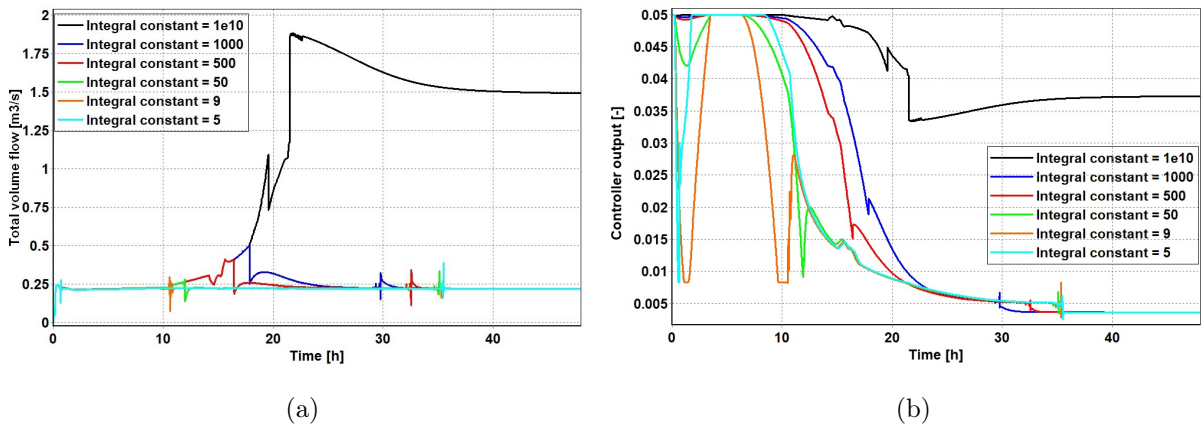 Total volume flow [m3/s]
2
1.75
1.5
1.25
1
0.75
0.5
0.25
0
Integral constant = 1e10
Integral constant = 1000
Integral constant = 500
Integral constant = 50
Integral constant = 9
Integral constant = 5
0
10
20
30
40
Time [h]
(a)
Controller output [-]
0.05
0.045
0.04
0.035
0.03
0.025
0.02
0.015
0.01
0.005
Integral constant = 1e10
Integral constant = 1000
Integral constant = 500
Integral constant = 50
Integral constant = 9
Integral constant = 5
0
10
20
30
40
Time [h]
(b)